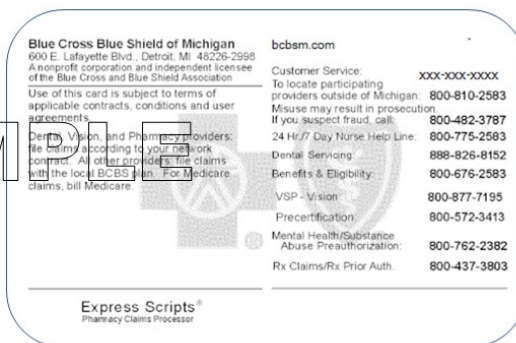 Blue Cross Blue Shield of Michigan
600 E. Lafayette Blvd., Detroit, MI 48226-2998
A nonprofit corporation and independent licensee
of the Blue Cross and Blue Shield Association
Use of this card is subject to terms of
applicable contracts, conditions and user
agreements.
Dental, Vision, and Pharmacy providers:
file claims according to your network
contract. All other providers: file claims
with the local BCBS plan. For Medicare
claims, bill Medicare.
MPLE
Express Scripts®
Pharmacy Claims Processor
bcbsm.com
Customer Service: xxx-xxx-xxxx
To locate participating
providers outside of Michigan: 800-810-2583
Misuse may result in prosecution.
If you suspect fraud, call: 800-482-3787
24 Hr./7 Day Nurse Help Line: 800-775-2583
Dental Servicing: 888-826-8152
Benefits & Eligibility: 800-676-2583
VSP - Vision 800-877-7195
Precertification 800-572-3413
Mental Health/Substance
Abuse Preauthorization: 800-762-2382
Rx Claims/Rx Prior Auth. 800-437-3803